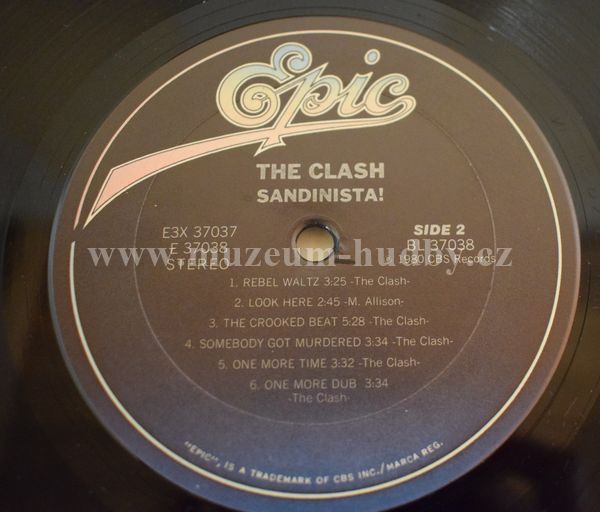 Epic
THE CLASH
SANDINISTA!
E3X 37037
E 37038
STEREO
SIDE 2
BL 37038
℗ 1980 CBS Records
www.muzeum-hudby.cz
1. REBEL WALTZ 3:25 -The Clash-
2. LOOK HERE 2:45 -M. Allison-
3. THE CROOKED BEAT 5:28 -The Clash-
4. SOMEBODY GOT MURDERED 3:34 -The Clash-
5. ONE MORE TIME 3:32 -The Clash-
6. ONE MORE DUB 3:34
-The Clash-
"EPIC", IS A TRADEMARK OF CBS INC./MARCA REG.